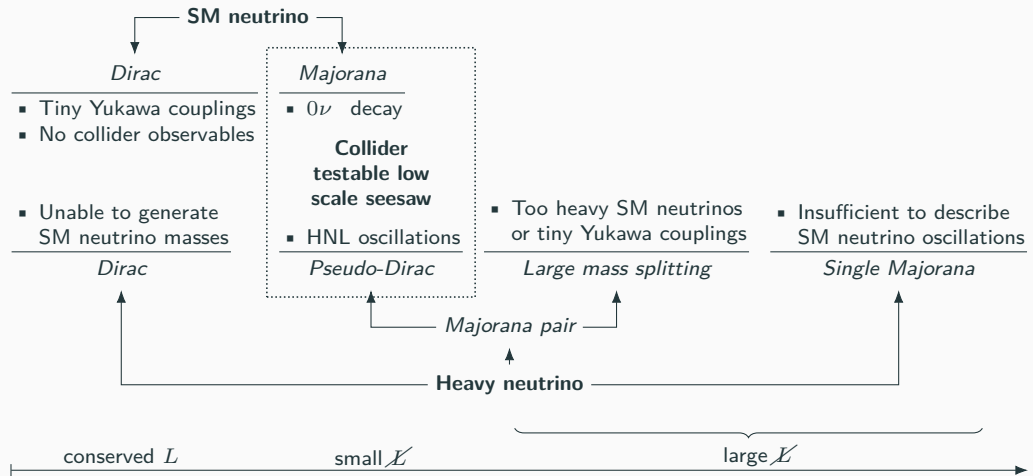 SM neutrino
Dirac
Majorana
▪ Tiny Yukawa couplings
▪ No collider observables
▪ 0ν decay
Collider
testable low
scale seesaw
▪ Unable to generate
SM neutrino masses
Dirac
▪ HNL oscillations
Pseudo-Dirac
▪ Too heavy SM neutrinos
or tiny Yukawa couplings
Large mass splitting
▪ Insufficient to describe
SM neutrino oscillations
Single Majorana
Majorana pair
Heavy neutrino
conserved L
small L̸
large L̸